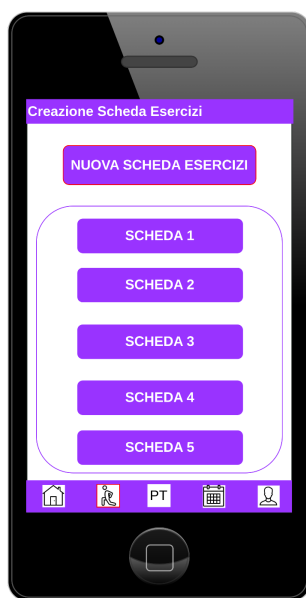 Creazione Scheda Esercizi
NUOVA SCHEDA ESERCIZI
SCHEDA 1
SCHEDA 2
SCHEDA 3
SCHEDA 4
SCHEDA 5
PT